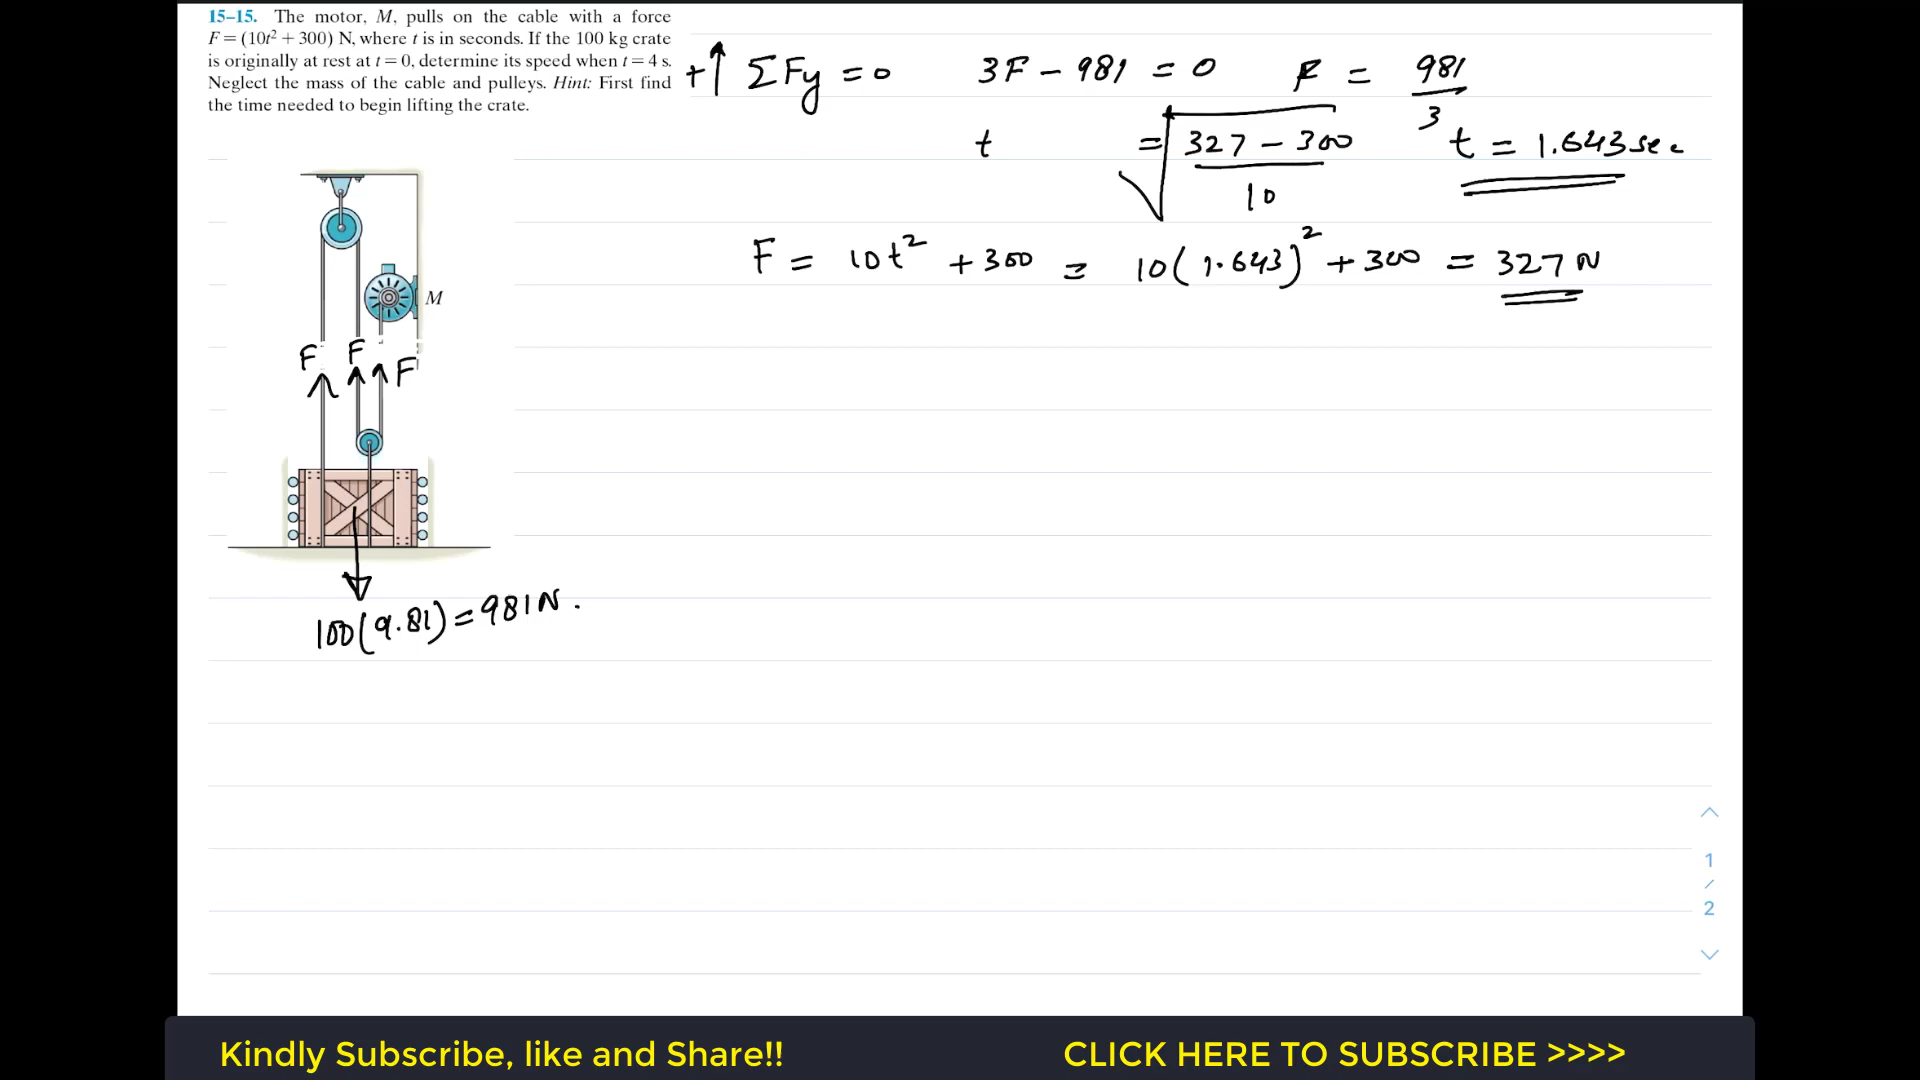 15–15. The motor, M, pulls on the cable with a force
F = (10t² + 300) N, where t is in seconds. If the 100 kg crate
is originally at rest at t = 0, determine its speed when t = 4 s.
Neglect the mass of the cable and pulleys. Hint: First find
the time needed to begin lifting the crate.
+↑ ΣFy = 0 3F − 981 = 0 F = 981/3
t = √((327 − 300)/10) t = 1.643 sec
F = 10t² + 300 = 10(1.643)² + 300 = 327 N
M
F F F
100(9.81) = 981 N.
1
/
2
Kindly Subscribe, like and Share!! CLICK HERE TO SUBSCRIBE >>>>